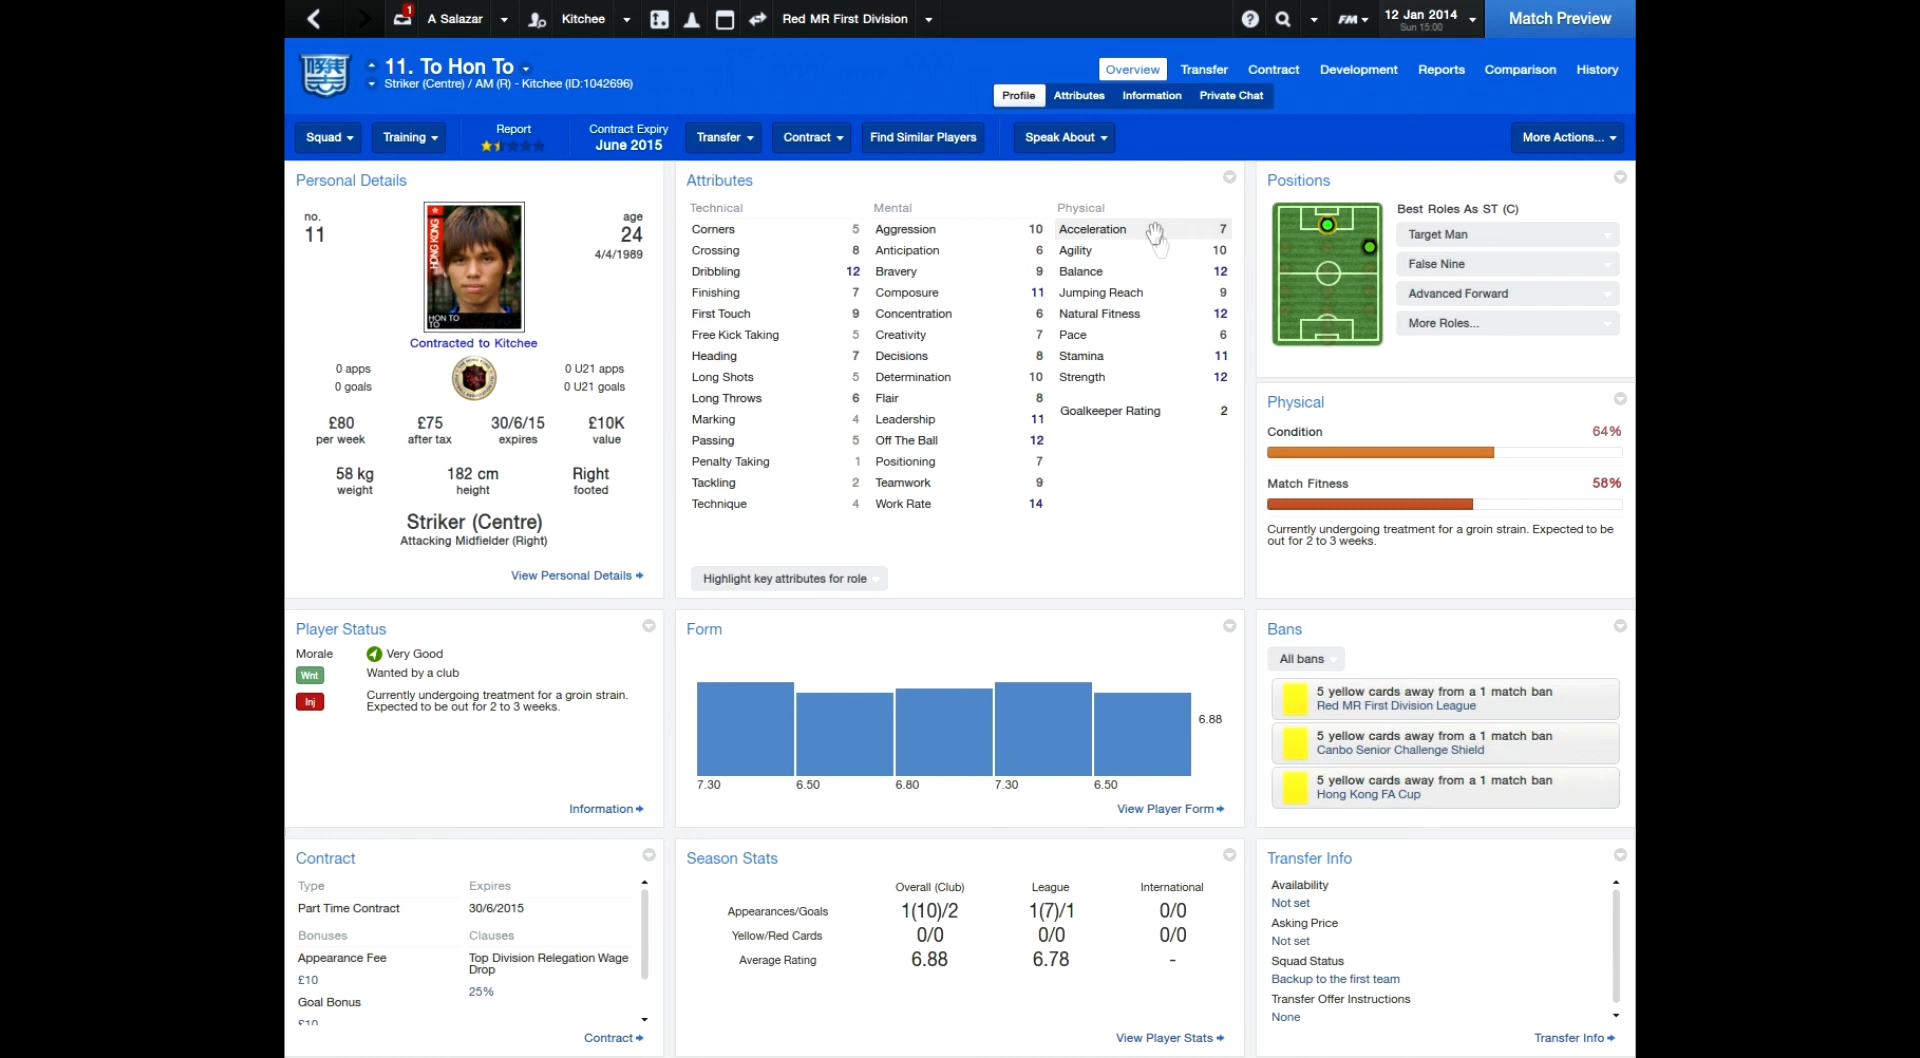 1
A Salazar
Kitchee
Red MR First Division
FM
12 Jan 2014
Sun 15:00
Match Preview
11. To Hon To
Striker (Centre) / AM (R) - Kitchee (ID:1042696)
Overview
Transfer
Contract
Development
Reports
Comparison
History
Profile
Attributes
Information
Private Chat
Squad
Training
Report
Contract Expiry
June 2015
Transfer
Contract
Find Similar Players
Speak About
More Actions...
Personal Details
no.
11
HONG KONG
HON TO
TO
age
24
4/4/1989
Contracted to Kitchee
0 apps
0 goals
0 U21 apps
0 U21 goals
£80
per week
£75
after tax
30/6/15
expires
£10K
value
58 kg
weight
182 cm
height
Right
footed
Striker (Centre)
Attacking Midfielder (Right)
View Personal Details
Attributes
Technical
Mental
Physical
Corners 5 Aggression 10 Acceleration 7
Crossing 8 Anticipation 6 Agility 10
Dribbling 12 Bravery 9 Balance 12
Finishing 7 Composure 11 Jumping Reach 9
First Touch 9 Concentration 6 Natural Fitness 12
Free Kick Taking 5 Creativity 7 Pace 6
Heading 7 Decisions 8 Stamina 11
Long Shots 5 Determination 10 Strength 12
Long Throws 6 Flair 8
Goalkeeper Rating 2
Marking 4 Leadership 11
Passing 5 Off The Ball 12
Penalty Taking 1 Positioning 7
Tackling 2 Teamwork 9
Technique 4 Work Rate 14
Highlight key attributes for role
Positions
Best Roles As ST (C)
Target Man
False Nine
Advanced Forward
More Roles...
Physical
Condition 64%
Match Fitness 58%
Currently undergoing treatment for a groin strain. Expected to be
out for 2 to 3 weeks.
Player Status
Morale Very Good
Wnt Wanted by a club
Inj Currently undergoing treatment for a groin strain.
Expected to be out for 2 to 3 weeks.
Information
Form
6.88
7.30 6.50 6.80 7.30 6.50
View Player Form
Bans
All bans
5 yellow cards away from a 1 match ban
Red MR First Division League
5 yellow cards away from a 1 match ban
Canbo Senior Challenge Shield
5 yellow cards away from a 1 match ban
Hong Kong FA Cup
Contract
Type Expires
Part Time Contract 30/6/2015
Bonuses Clauses
Appearance Fee Top Division Relegation Wage
Drop
£10
25%
Goal Bonus
£10
Contract
Season Stats
Overall (Club) League International
Appearances/Goals 1(10)/2 1(7)/1 0/0
Yellow/Red Cards 0/0 0/0 0/0
Average Rating 6.88 6.78 -
View Player Stats
Transfer Info
Availability
Not set
Asking Price
Not set
Squad Status
Backup to the first team
Transfer Offer Instructions
None
Transfer Info